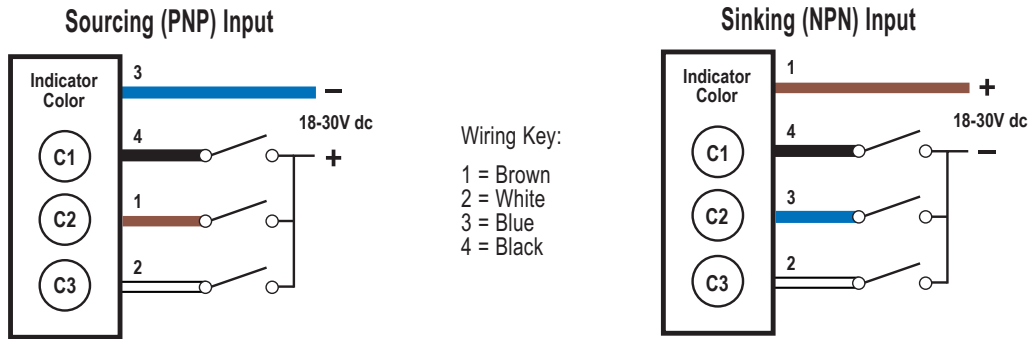 Sourcing (PNP) Input
Indicator
Color
3
–
18-30V dc
4
C1
+
1
C2
2
C3
Wiring Key:
1 = Brown
2 = White
3 = Blue
4 = Black
Sinking (NPN) Input
Indicator
Color
1
+
18-30V dc
4
C1
–
3
C2
2
C3